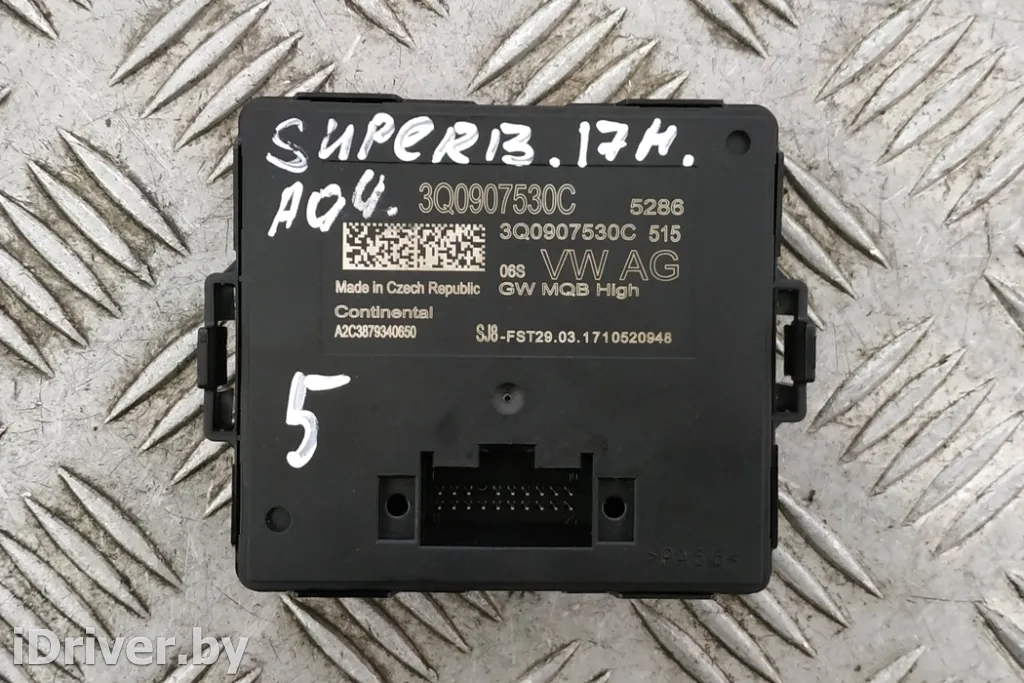 SUPERB. 17н.
A04.
3Q0907530C
5286
3Q0907530C 515
06S VW AG
Made in Czech Republic GW MQB High
Continental
A2C3879340650 SJ8-FST29.03.1710520948
5
>PA66<
iDriver.by